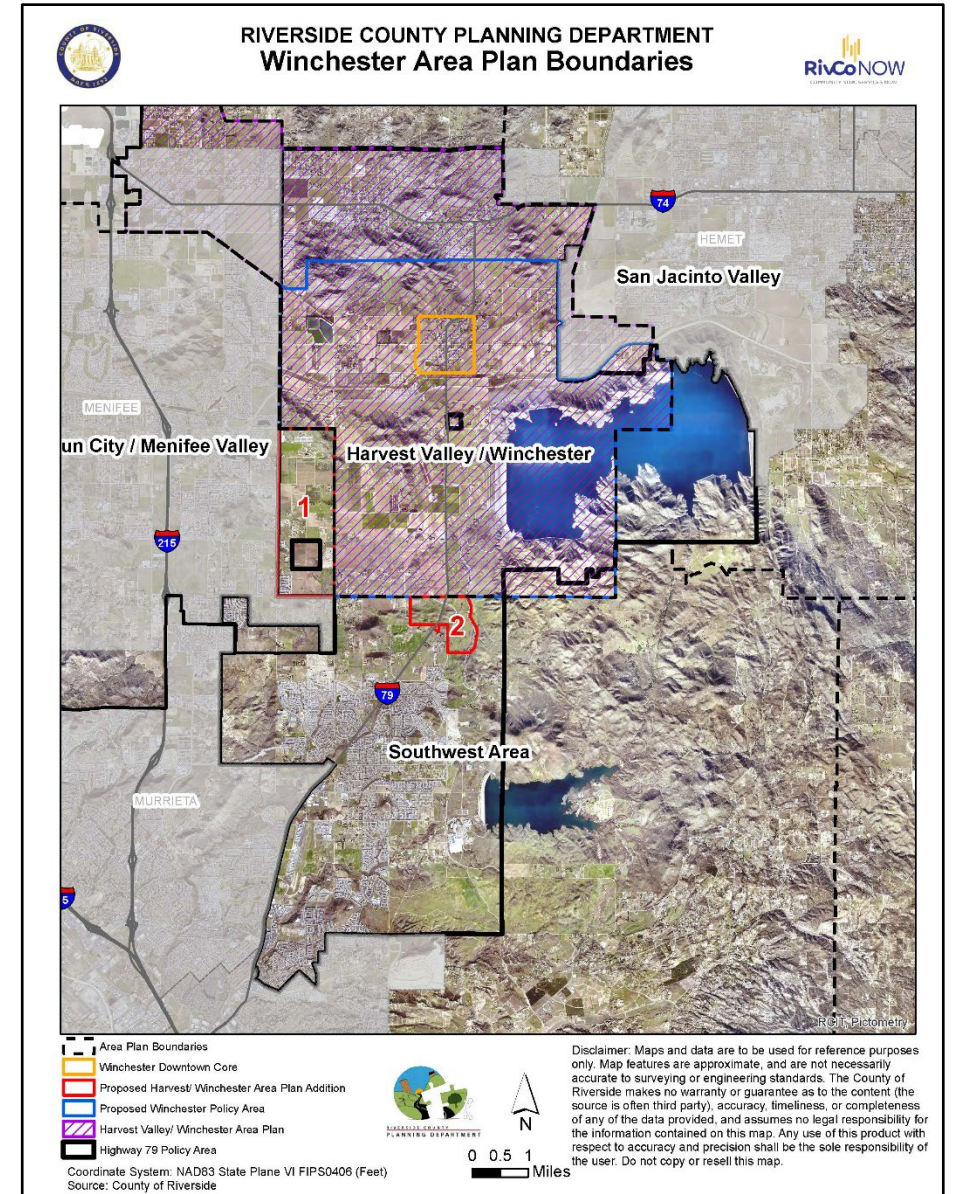 RIVERSIDE COUNTY PLANNING DEPARTMENT
Winchester Area Plan Boundaries
RivCoNOW
74
HEMET
San Jacinto Valley
MENIFEE
un City / Menifee Valley
Harvest Valley / Winchester
1
215
2
79
Southwest Area
MURRIETA
5
RCIT, Pictometry
Area Plan Boundaries
Winchester Downtown Core
Proposed Harvest/ Winchester Area Plan Addition
Proposed Winchester Policy Area
Harvest Valley/ Winchester Area Plan
Highway 79 Policy Area
Coordinate System: NAD83 State Plane VI FIPS0406 (Feet)
Source: County of Riverside
RIVERSIDE COUNTY
PLANNING DEPARTMENT
N
0 0.5 1
Miles
Disclaimer: Maps and data are to be used for reference purposes
only. Map features are approximate, and are not necessarily
accurate to surveying or engineering standards. The County of
Riverside makes no warranty or guarantee as to the content (the
source is often third party), accuracy, timeliness, or completeness
of any of the data provided, and assumes no legal responsibility for
the information contained on this map. Any use of this product with
respect to accuracy and precision shall be the sole responsibility of
the user. Do not copy or resell this map.